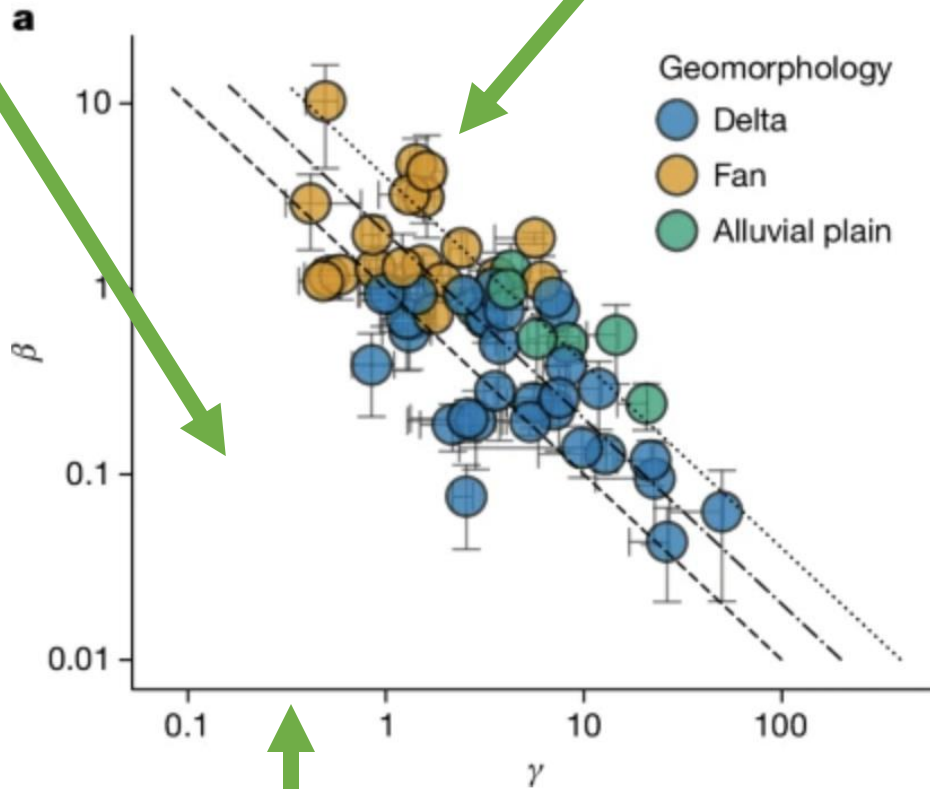 a
Geomorphology
Delta
Fan
Alluvial plain
10
1
0.1
0.01
β
0.1 1 10 100
γ